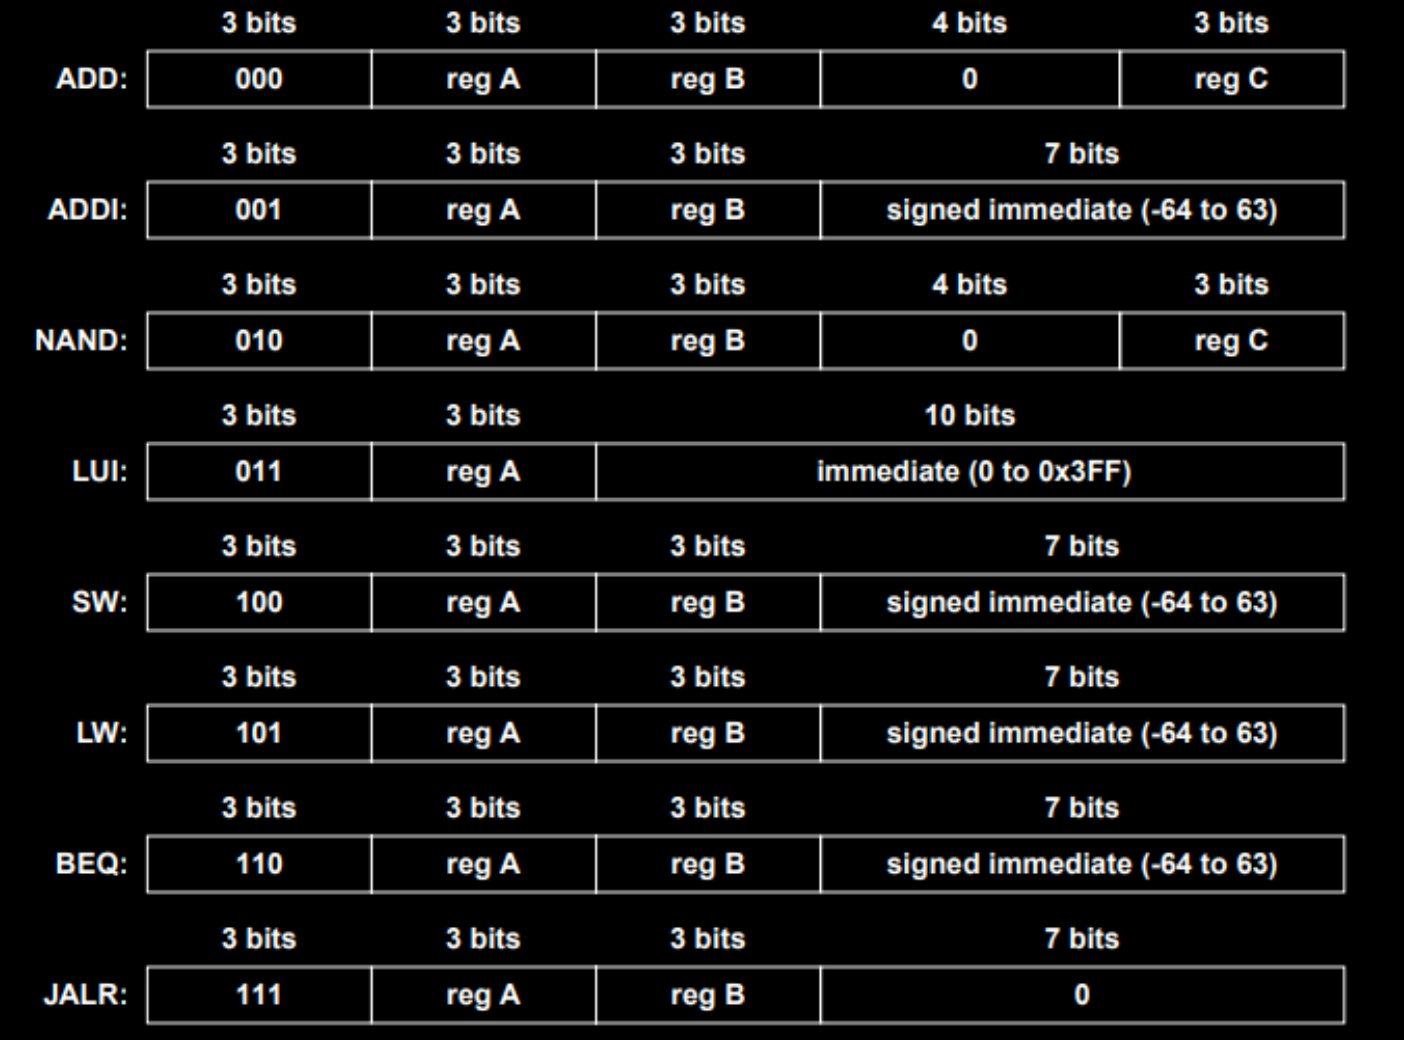 3 bits 3 bits 3 bits 4 bits 3 bits
ADD: 000 reg A reg B 0 reg C
3 bits 3 bits 3 bits 7 bits
ADDI: 001 reg A reg B signed immediate (-64 to 63)
3 bits 3 bits 3 bits 4 bits 3 bits
NAND: 010 reg A reg B 0 reg C
3 bits 3 bits 10 bits
LUI: 011 reg A immediate (0 to 0x3FF)
3 bits 3 bits 3 bits 7 bits
SW: 100 reg A reg B signed immediate (-64 to 63)
3 bits 3 bits 3 bits 7 bits
LW: 101 reg A reg B signed immediate (-64 to 63)
3 bits 3 bits 3 bits 7 bits
BEQ: 110 reg A reg B signed immediate (-64 to 63)
3 bits 3 bits 3 bits 7 bits
JALR: 111 reg A reg B 0